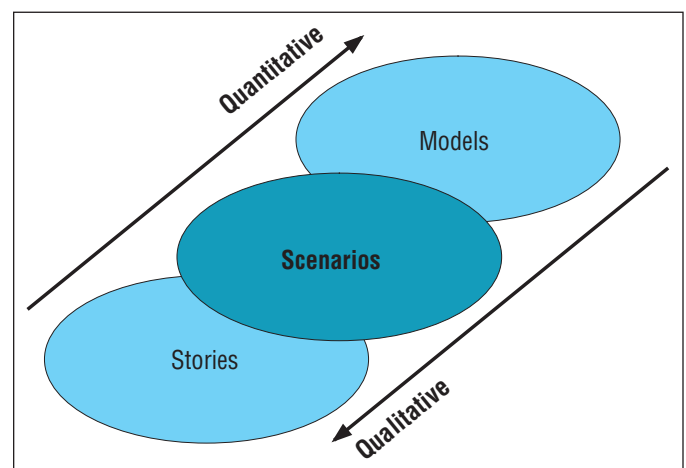 Quantitative
Models
Scenarios
Stories
Qualitative